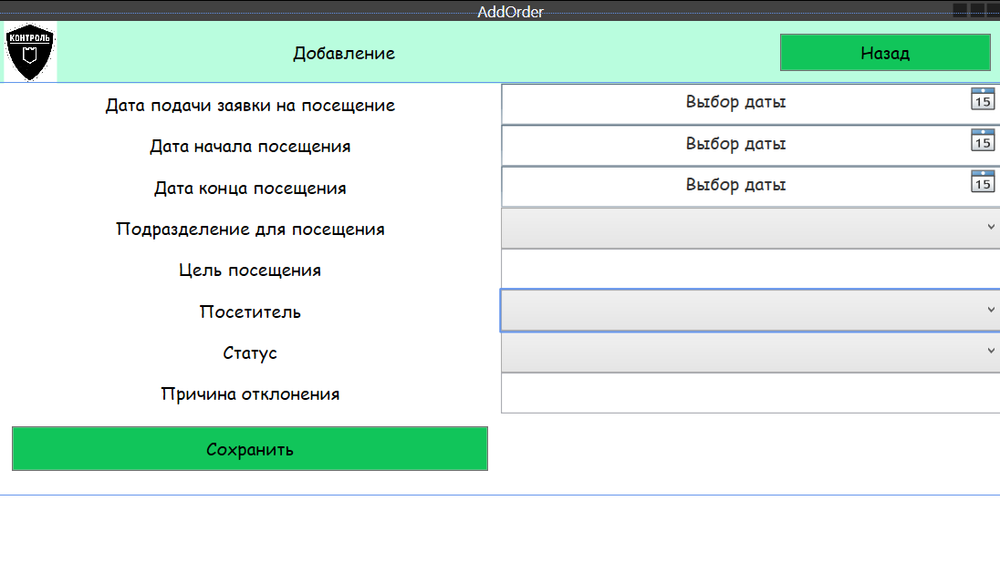 AddOrder
КОНТРОЛЬ
Добавление
Назад
Дата подачи заявки на посещение
Выбор даты
15
Дата начала посещения
Выбор даты
15
Дата конца посещения
Выбор даты
15
Подразделение для посещения
Цель посещения
Посетитель
Статус
Причина отклонения
Сохранить